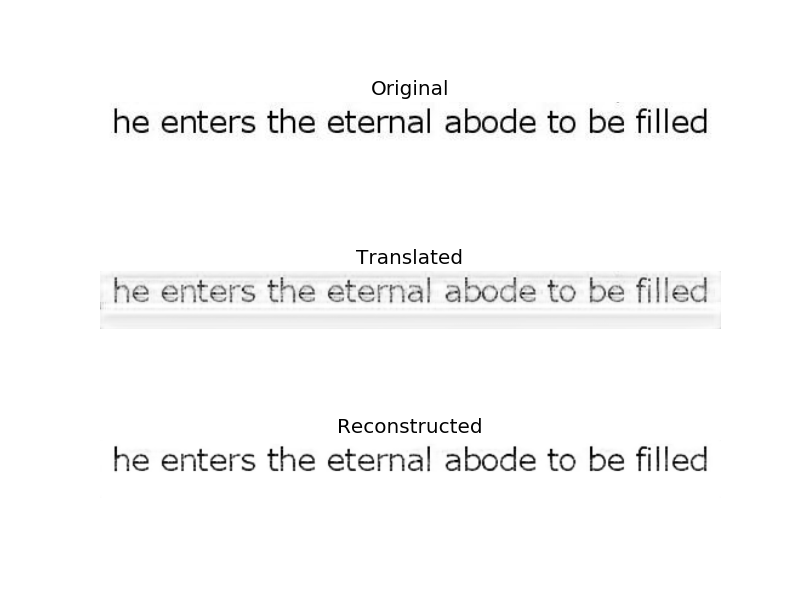 Original
he enters the eternal abode to be filled
Translated
he enters the eternal abode to be filled
Reconstructed
he enters the eternal abode to be filled